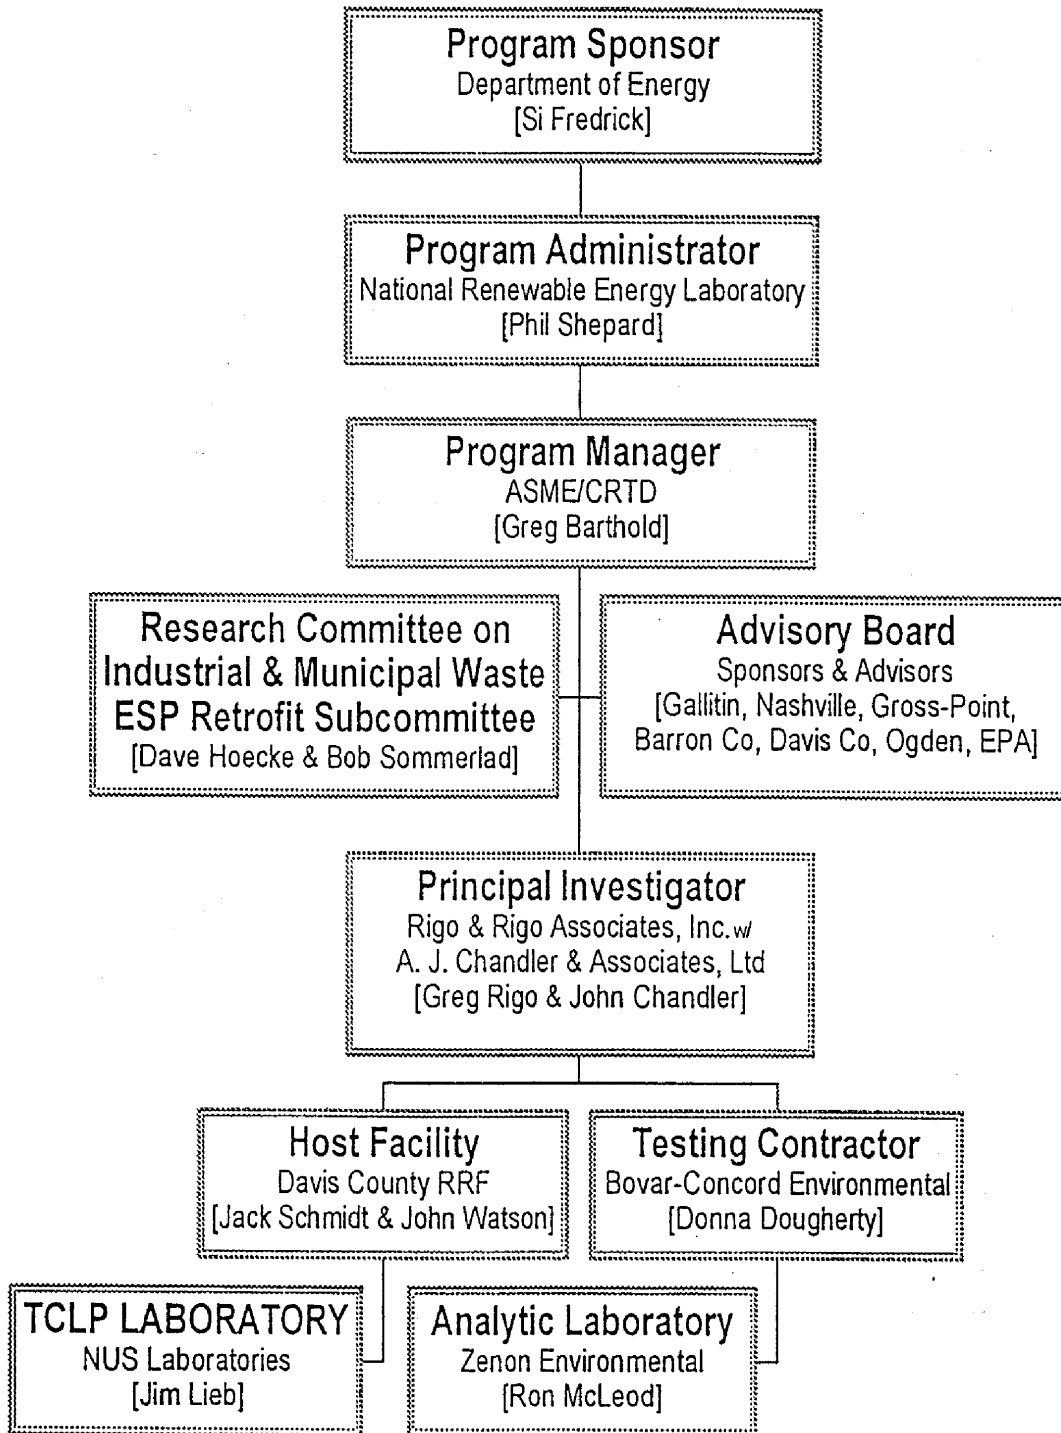 Program Sponsor
Department of Energy
[Si Fredrick]
Program Administrator
National Renewable Energy Laboratory
[Phil Shepard]
Program Manager
ASME/CRTD
[Greg Barthold]
Research Committee on
Industrial & Municipal Waste
ESP Retrofit Subcommittee
[Dave Hoecke & Bob Sommerlad]
Advisory Board
Sponsors & Advisors
[Gallitin, Nashville, Gross-Point,
Barron Co, Davis Co, Ogden, EPA]
Principal Investigator
Rigo & Rigo Associates, Inc. w/
A. J. Chandler & Associates, Ltd
[Greg Rigo & John Chandler]
Host Facility
Davis County RRF
[Jack Schmidt & John Watson]
Testing Contractor
Bovar-Concord Environmental
[Donna Dougherty]
TCLP LABORATORY
NUS Laboratories
[Jim Lieb]
Analytic Laboratory
Zenon Environmental
[Ron McLeod]